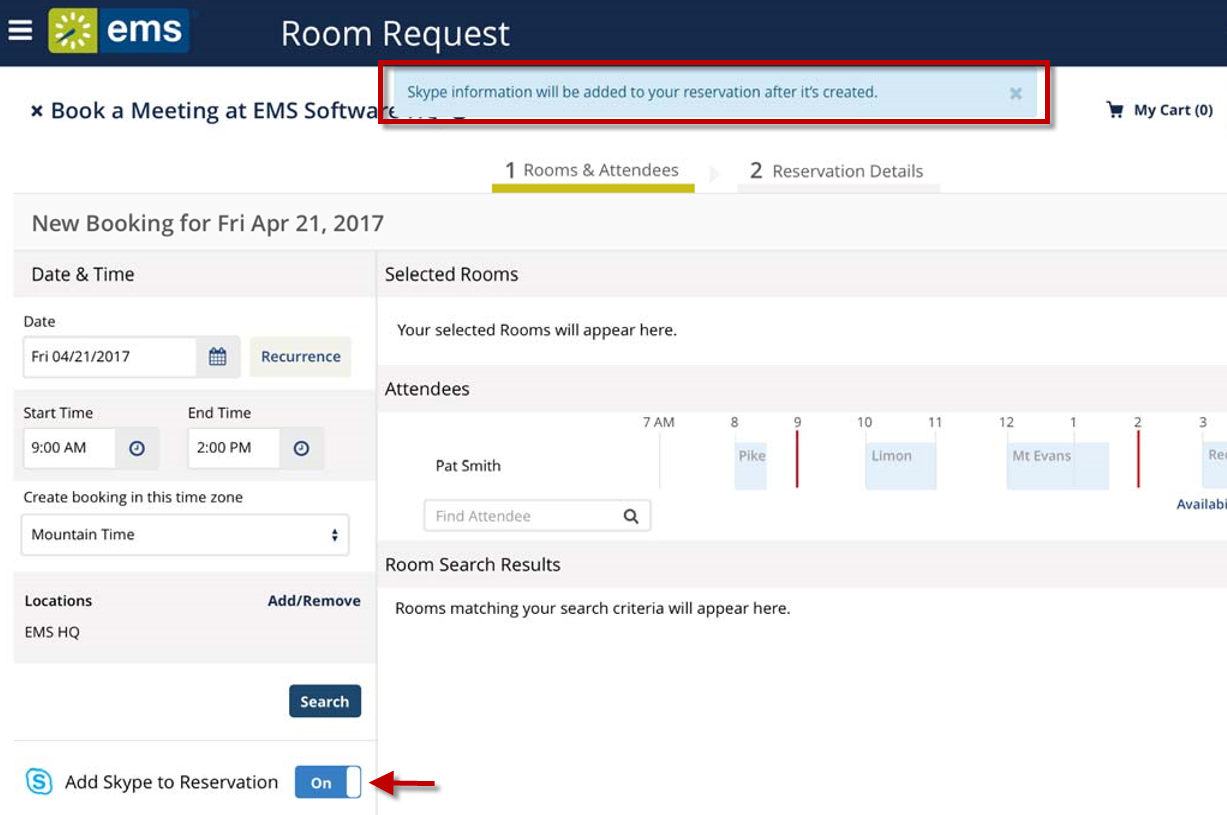 ems
Room Request
Skype information will be added to your reservation after it's created.
× Book a Meeting at EMS Software
My Cart (0)
1 Rooms & Attendees
2 Reservation Details
New Booking for Fri Apr 21, 2017
Date & Time
Selected Rooms
Date
Your selected Rooms will appear here.
Fri 04/21/2017
Recurrence
Attendees
Start Time
End Time
7 AM 8 9 10 11 12 1 2 3
9:00 AM
2:00 PM
Pat Smith
Pike
Limon
Mt Evans
Create booking in this time zone
Mountain Time
Find Attendee
Room Search Results
Locations
Add/Remove
Rooms matching your search criteria will appear here.
EMS HQ
Search
Add Skype to Reservation
On